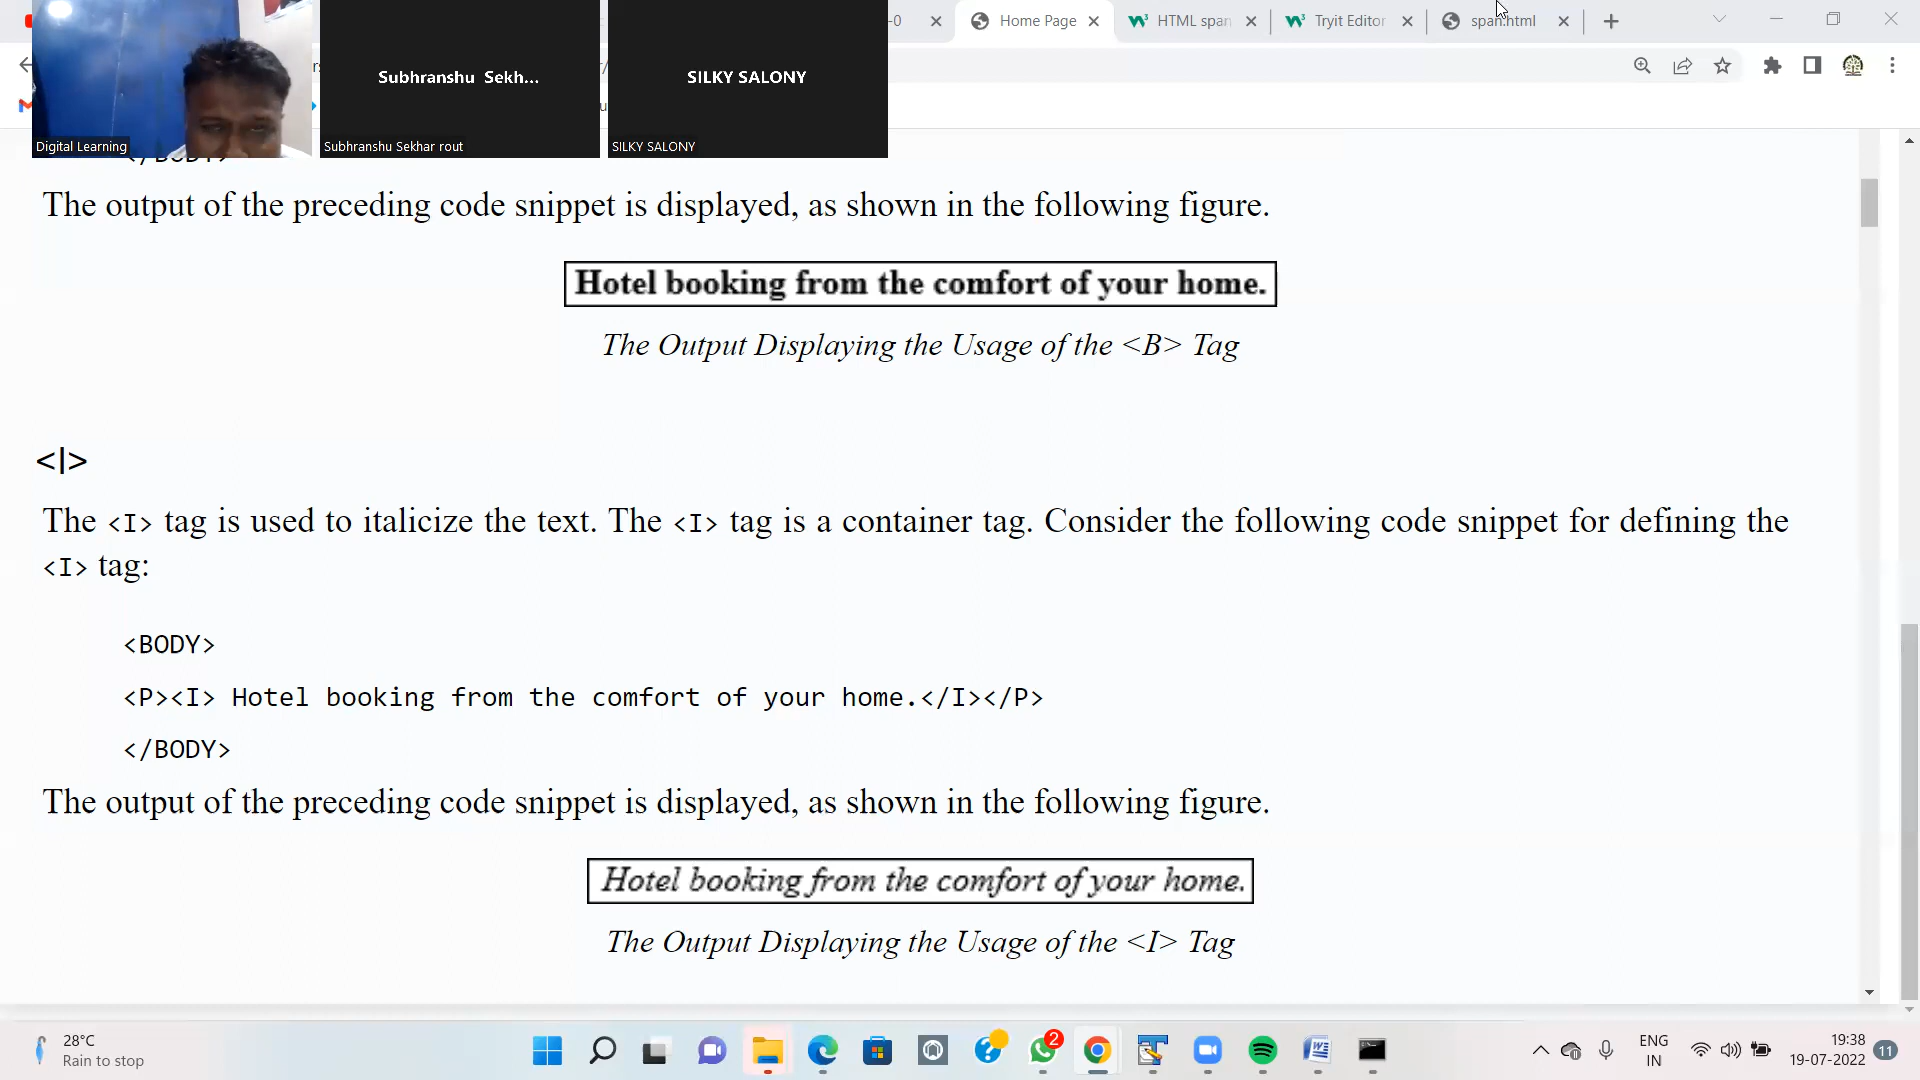 -0
Home Page
HTML span
Tryit Editor
span.html
Subhranshu Sekh...
SILKY SALONY
Digital Learning
Subhranshu Sekhar rout
SILKY SALONY
</BODY>
The output of the preceding code snippet is displayed, as shown in the following figure.
Hotel booking from the comfort of your home.
The Output Displaying the Usage of the <B> Tag
<I>
The <I> tag is used to italicize the text. The <I> tag is a container tag. Consider the following code snippet for defining the
<I> tag:
<BODY>
<P><I> Hotel booking from the comfort of your home.</I></P>
</BODY>
The output of the preceding code snippet is displayed, as shown in the following figure.
Hotel booking from the comfort of your home.
The Output Displaying the Usage of the <I> Tag
28°C
Rain to stop
2
ENG
IN
19:38
19-07-2022
11